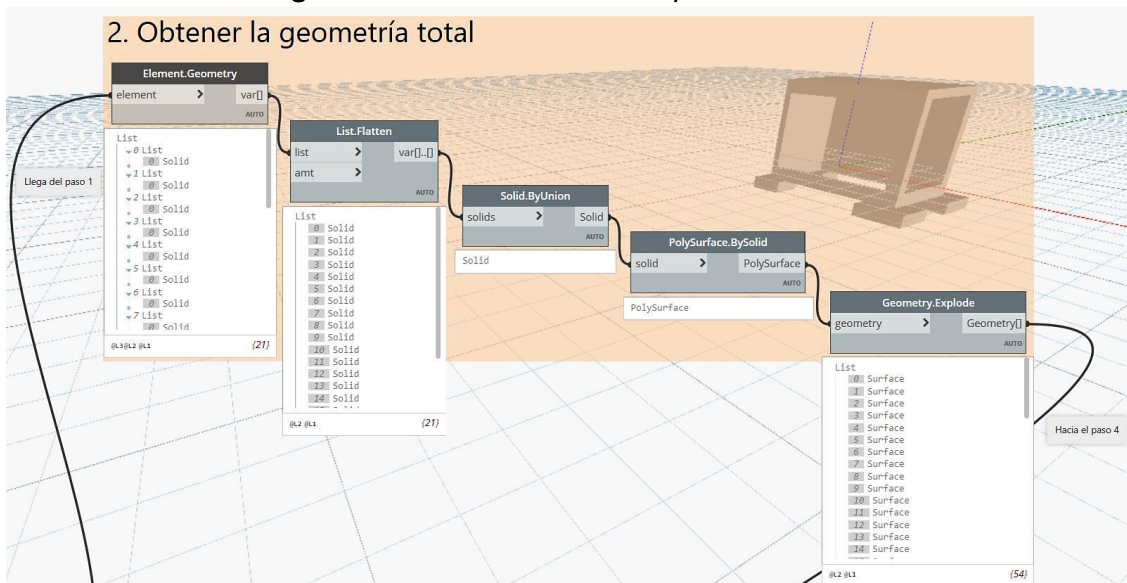 2. Obtener la geometría total
Element.Geometry
element > var[]
AUTO
List
0 List
0 Solid
1 List
0 Solid
2 List
0 Solid
3 List
0 Solid
4 List
0 Solid
5 List
0 Solid
6 List
0 Solid
7 List
0 Solid
@L3 @L2 @L1 {21}
Llega del paso 1
List.Flatten
list > var[]..[]
amt >
AUTO
List
0 Solid
1 Solid
2 Solid
3 Solid
4 Solid
5 Solid
6 Solid
7 Solid
8 Solid
9 Solid
10 Solid
11 Solid
12 Solid
13 Solid
14 Solid
@L2 @L1 {21}
Solid.ByUnion
solids > Solid
AUTO
Solid
PolySurface.BySolid
solid > PolySurface
AUTO
PolySurface
Geometry.Explode
geometry > Geometry[]
AUTO
List
0 Surface
1 Surface
2 Surface
3 Surface
4 Surface
5 Surface
6 Surface
7 Surface
8 Surface
9 Surface
10 Surface
11 Surface
12 Surface
13 Surface
14 Surface
@L2 @L1 {54}
Hacia el paso 4